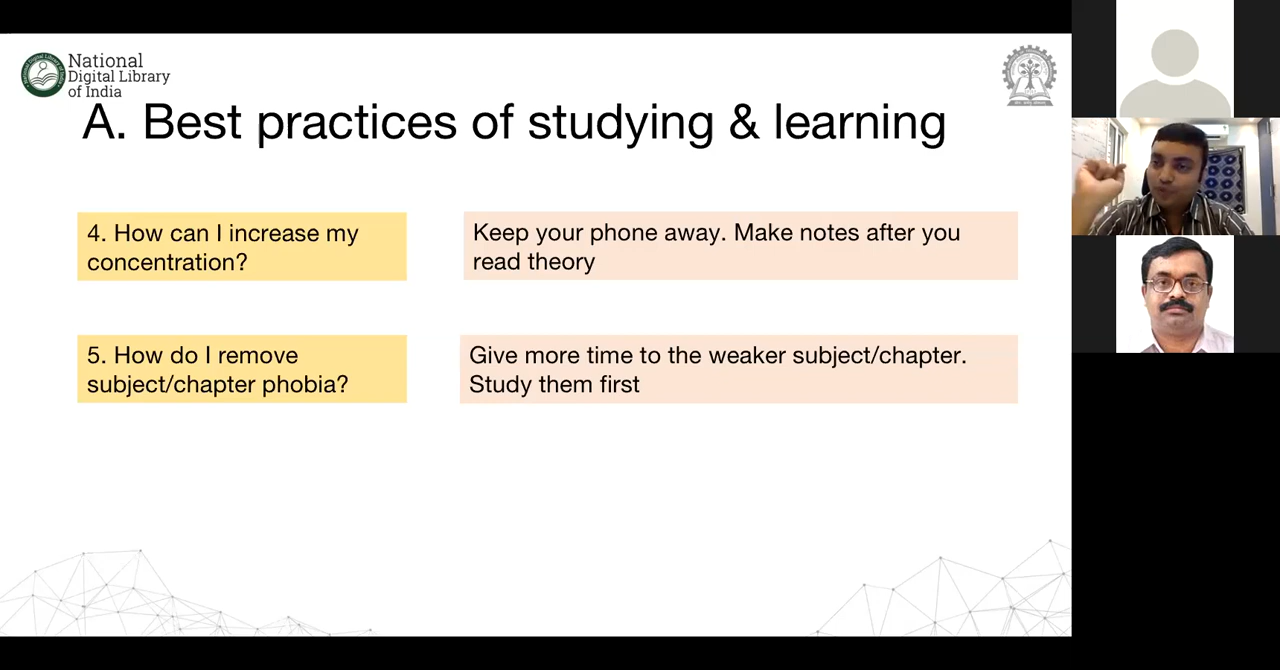 National
Digital Library
of India
A. Best practices of studying & learning
4. How can I increase my
concentration?
Keep your phone away. Make notes after you
read theory
5. How do I remove
subject/chapter phobia?
Give more time to the weaker subject/chapter.
Study them first